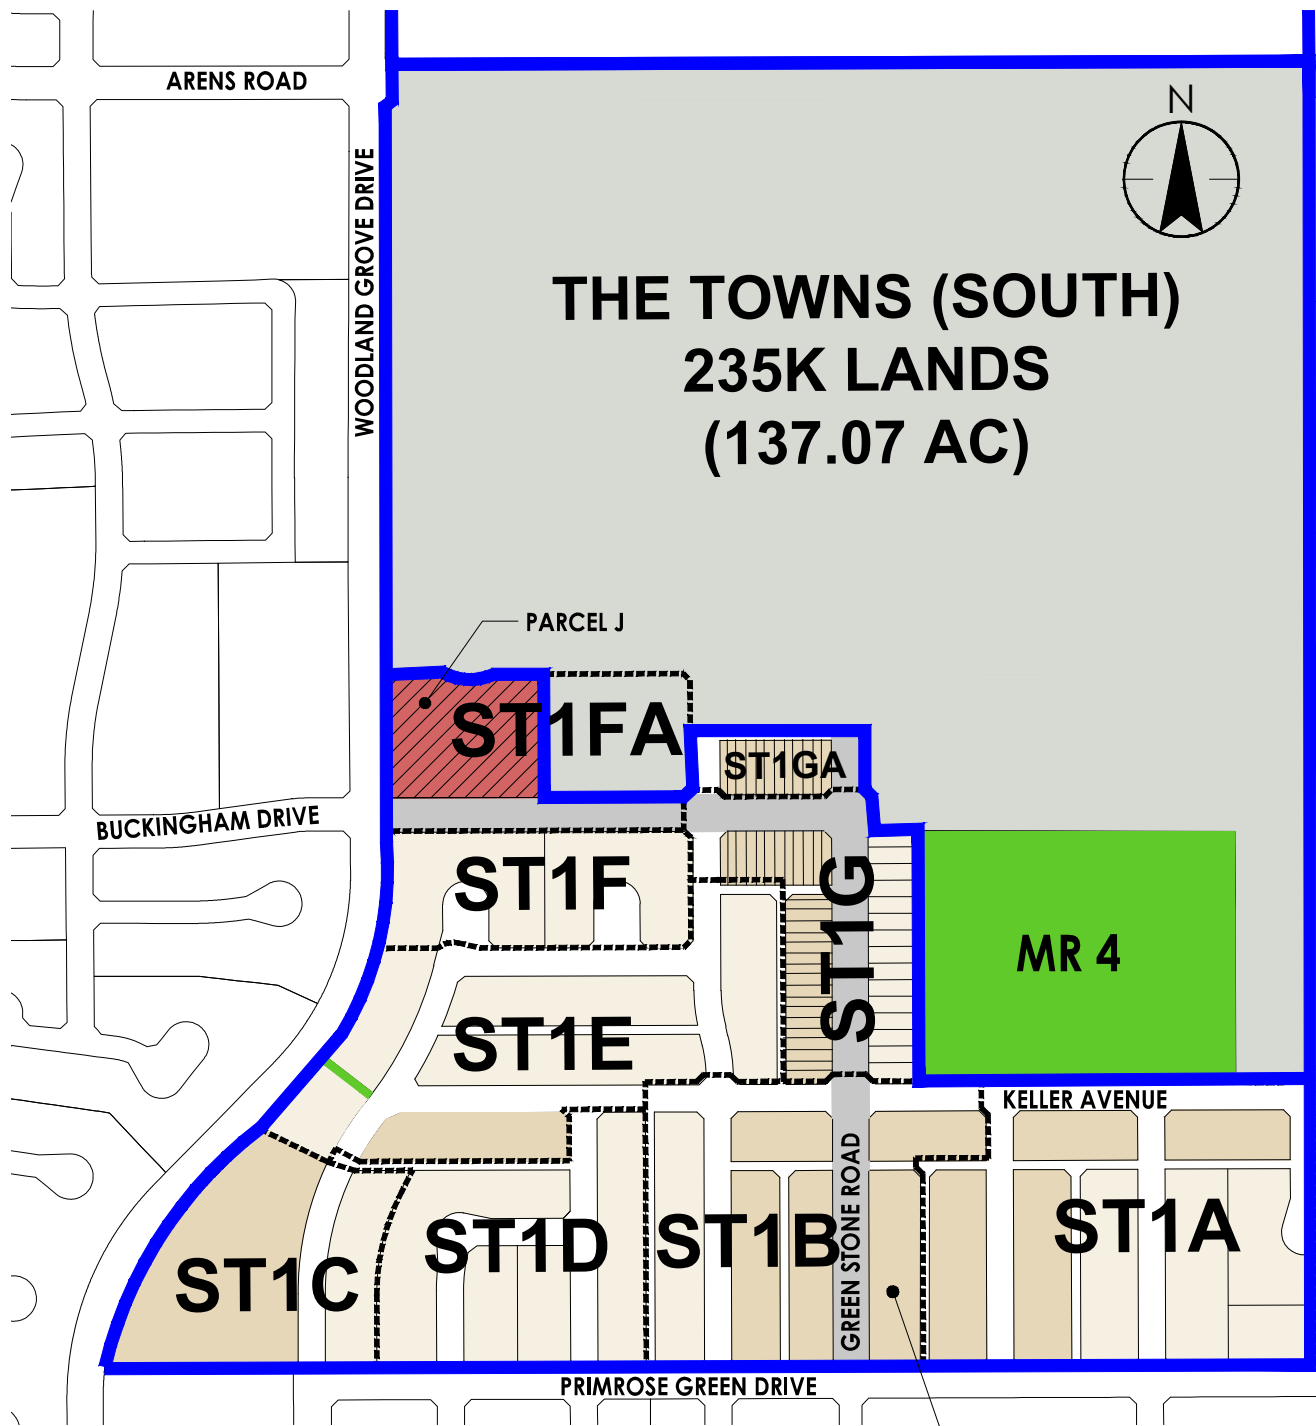 ARENS ROAD
N
WOODLAND GROVE DRIVE
THE TOWNS (SOUTH)
235K LANDS
(137.07 AC)
PARCEL J
ST1FA
ST1GA
BUCKINGHAM DRIVE
ST1F
ST1G
MR 4
ST1E
KELLER AVENUE
ST1A
ST1D
ST1B
GREEN STONE ROAD
ST1C
PRIMROSE GREEN DRIVE